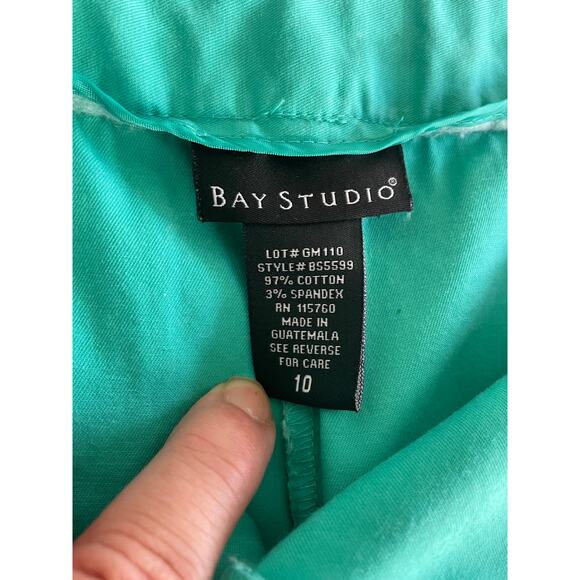 BAY STUDIO®
LOT# GM110
STYLE# BS5599
97% COTTON
3% SPANDEX
RN 115760
MADE IN
GUATEMALA
SEE REVERSE
FOR CARE
10